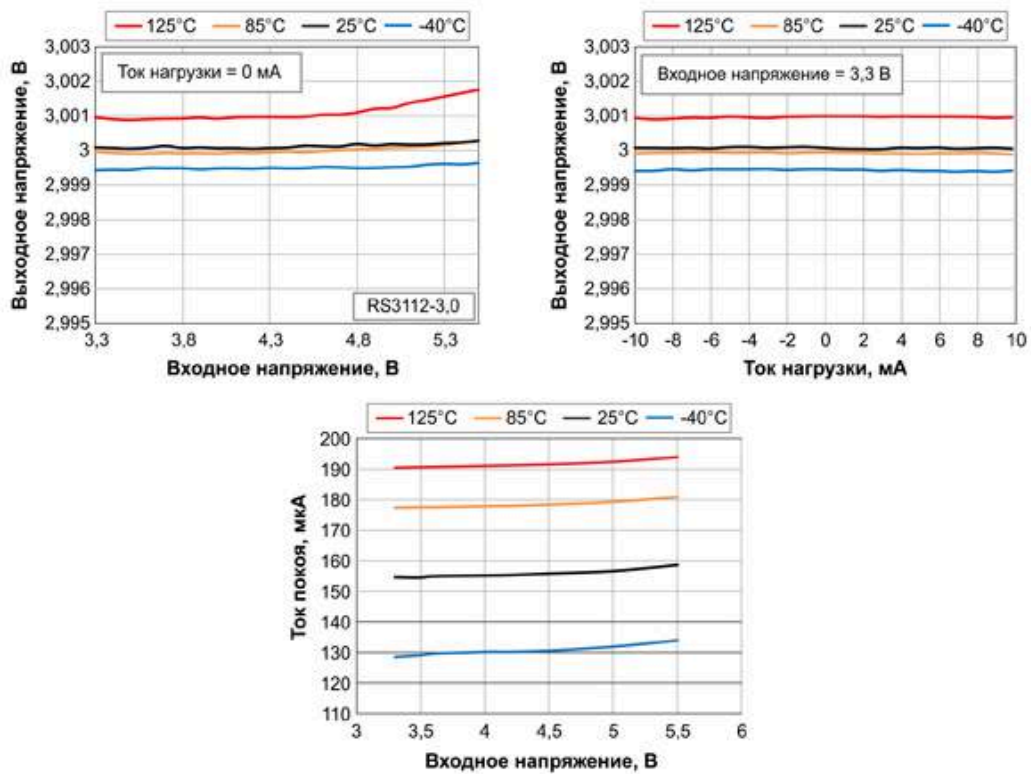 125°C 85°C 25°C -40°C
Выходное напряжение, В
3,003
3,002
3,001
3
2,999
2,998
2,997
2,996
2,995
Ток нагрузки = 0 мА
RS3112-3,0
3,3 3,8 4,3 4,8 5,3
Входное напряжение, В
125°C 85°C 25°C -40°C
Выходное напряжение, В
3,003
3,002
3,001
3
2,999
2,998
2,997
2,996
2,995
Входное напряжение = 3,3 В
-10 -8 -6 -4 -2 0 2 4 6 8 10
Ток нагрузки, мА
125°C 85°C 25°C -40°C
Ток покоя, мкА
200
190
180
170
160
150
140
130
120
110
3 3,5 4 4,5 5 5,5 6
Входное напряжение, В